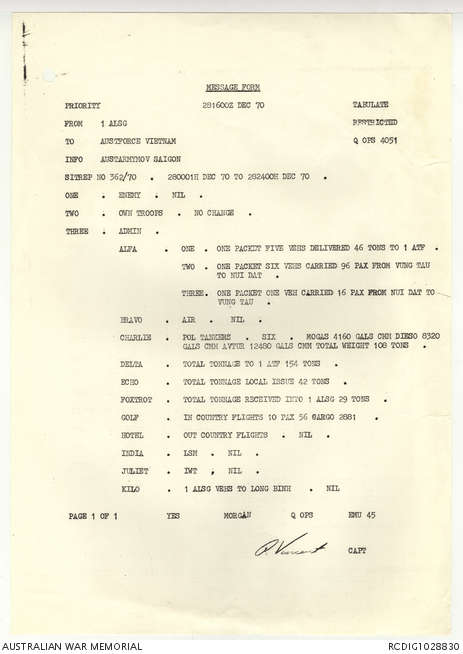 MESSAGE FORM
PRIORITY 281600Z DEC 70 TABULATE
FROM 1 ALSG RESTRICTED
TO AUSTFORCE VIETNAM Q OPS 4051
INFO AUSTARMYMOV SAIGON
SITREP NO 362/70 . 280001H DEC 70 TO 282400H DEC 70 .
ONE . ENEMY . NIL .
TWO . OWN TROOPS . NO CHANGE .
THREE . ADMIN .
ALFA . ONE . ONE PACKET FIVE VEHS DELIVERED 46 TONS TO 1 ATF .
TWO . ONE PACKET SIX VEHS CARRIED 96 PAX FROM VUNG TAU
TO NUI DAT .
THREE. ONE PACKET ONE VEH CARRIED 16 PAX FROM NUI DAT TO
VUNG TAU .
BRAVO . AIR . NIL .
CHARLIE . POL TANKERS . SIX . MOGAS 4160 GALS CMM DIESO 8320
GALS CMM AVTUR 12480 GALS CMM TOTAL WEIGHT 108 TONS .
DELTA . TOTAL TONNAGE TO 1 ATF 154 TONS .
ECHO . TOTAL TONNAGE LOCAL ISSUE 42 TONS .
FOXTROT . TOTAL TONNAGE RECEIVED INTO 1 ALSG 29 TONS .
GOLF . IN COUNTRY FLIGHTS 10 PAX 56 CARGO 2881 .
HOTEL . OUT COUNTRY FLIGHTS . NIL .
INDIA . LSM . NIL .
JULIET . IWT , NIL .
KILO . 1 ALSG VEHS TO LONG BINH . NIL
PAGE 1 OF 1 YES MORGAN Q OPS EMU 45
CAPT
AUSTRALIAN WAR MEMORIAL RCDIG1028830